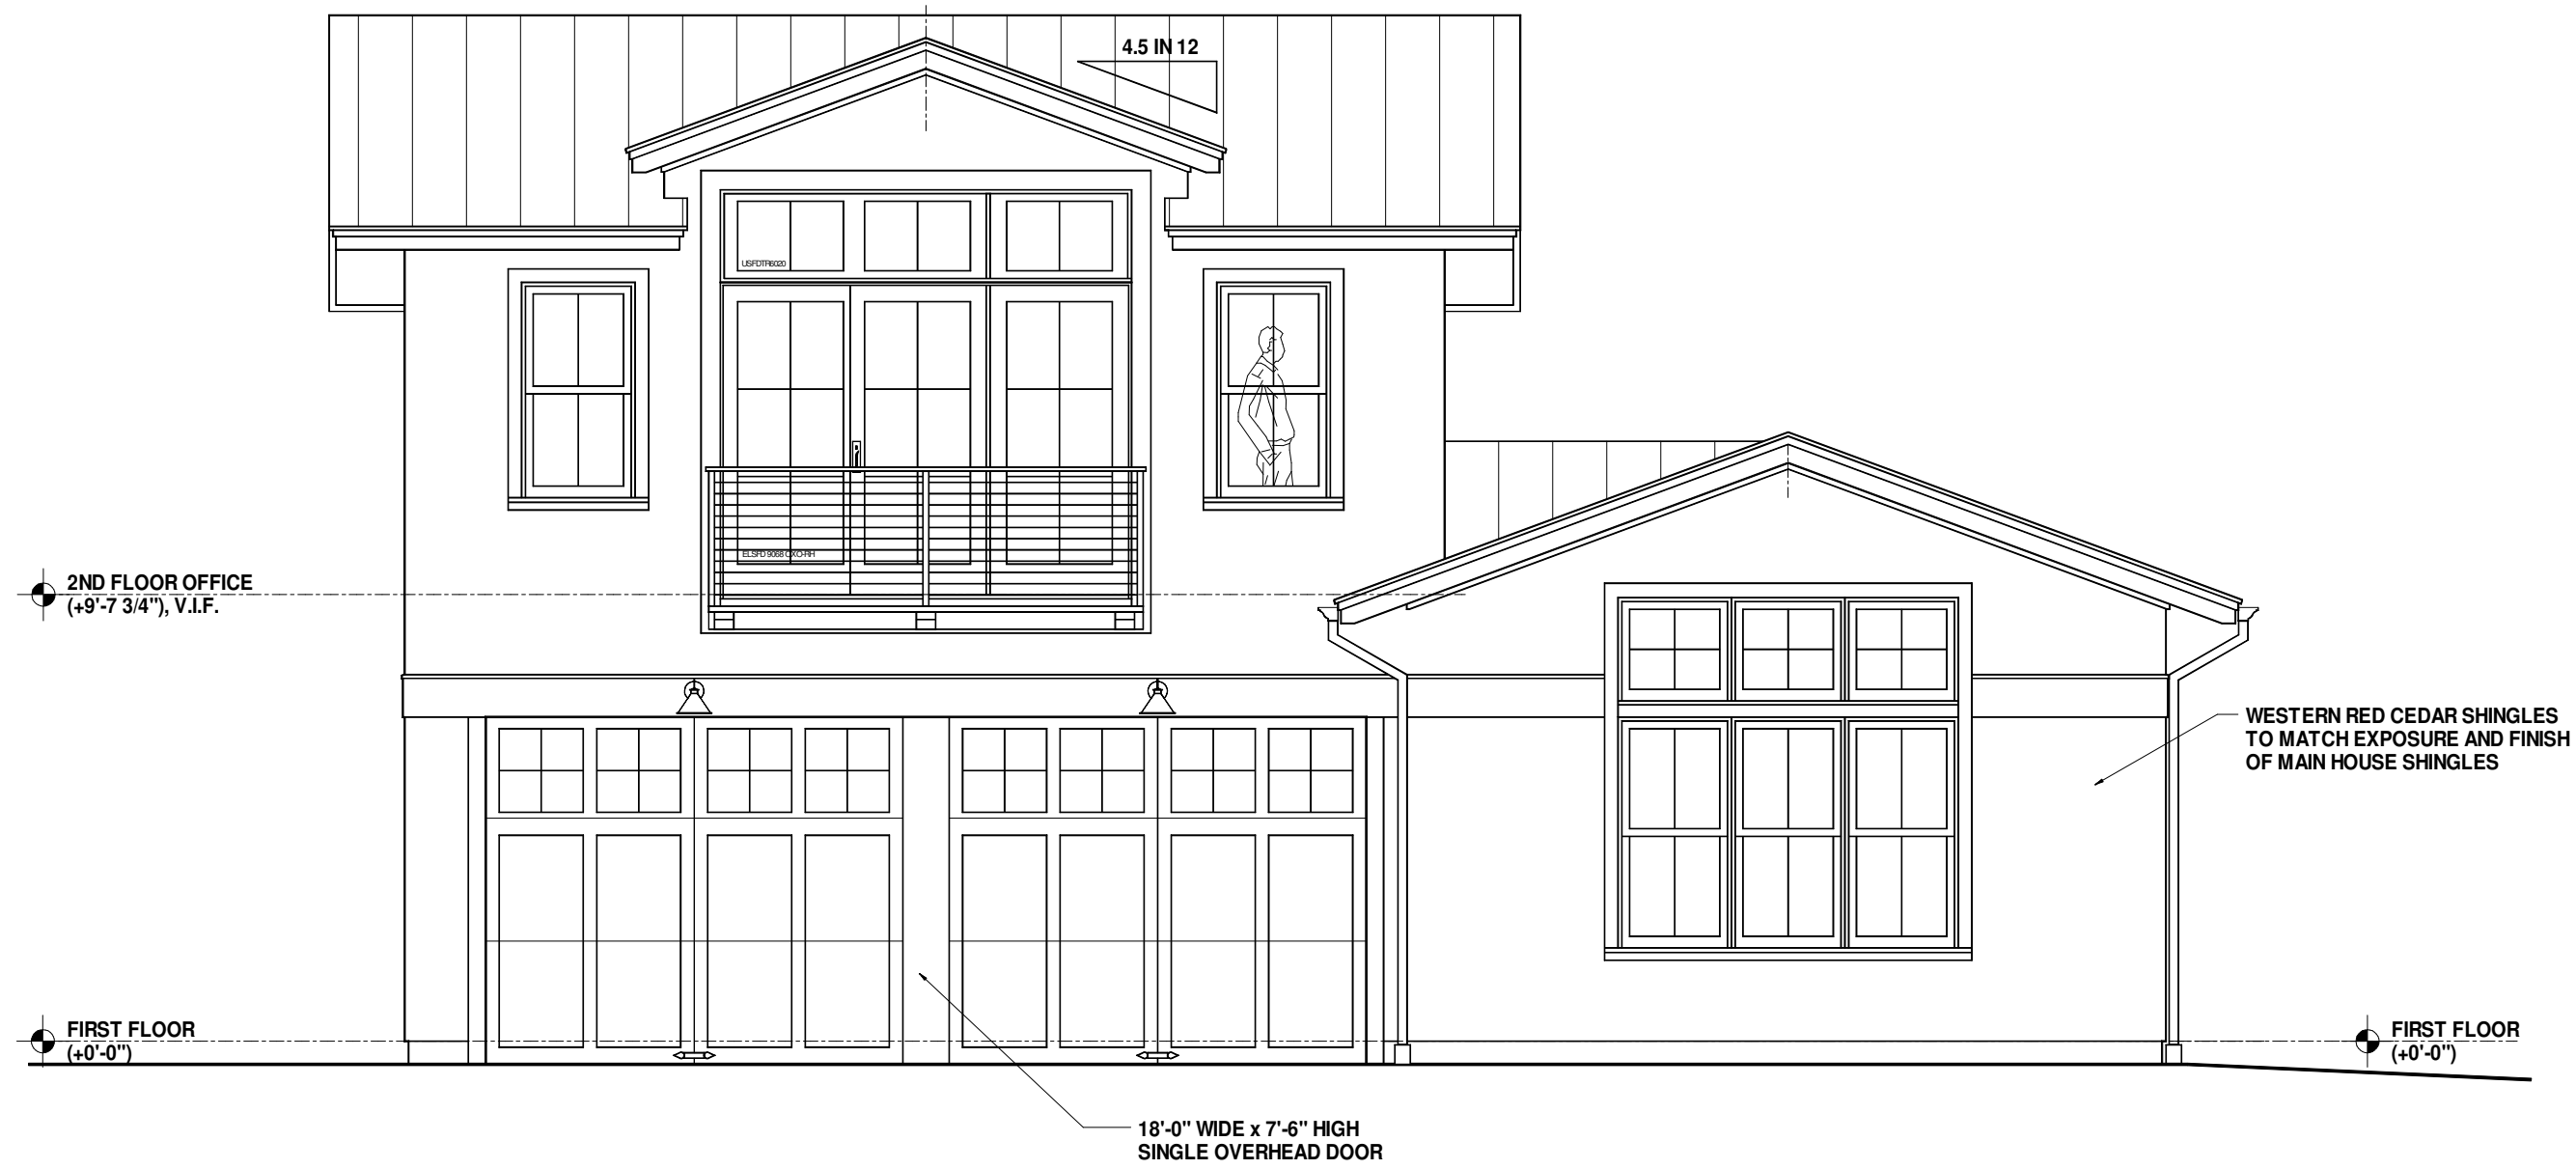 4.5 IN 12
USFDTR6020
ELSFD 9068 OXO-RH
2ND FLOOR OFFICE
(+9'-7 3/4"), V.I.F.
WESTERN RED CEDAR SHINGLES
TO MATCH EXPOSURE AND FINISH
OF MAIN HOUSE SHINGLES
FIRST FLOOR
(+0'-0")
FIRST FLOOR
(+0'-0")
18'-0" WIDE x 7'-6" HIGH
SINGLE OVERHEAD DOOR